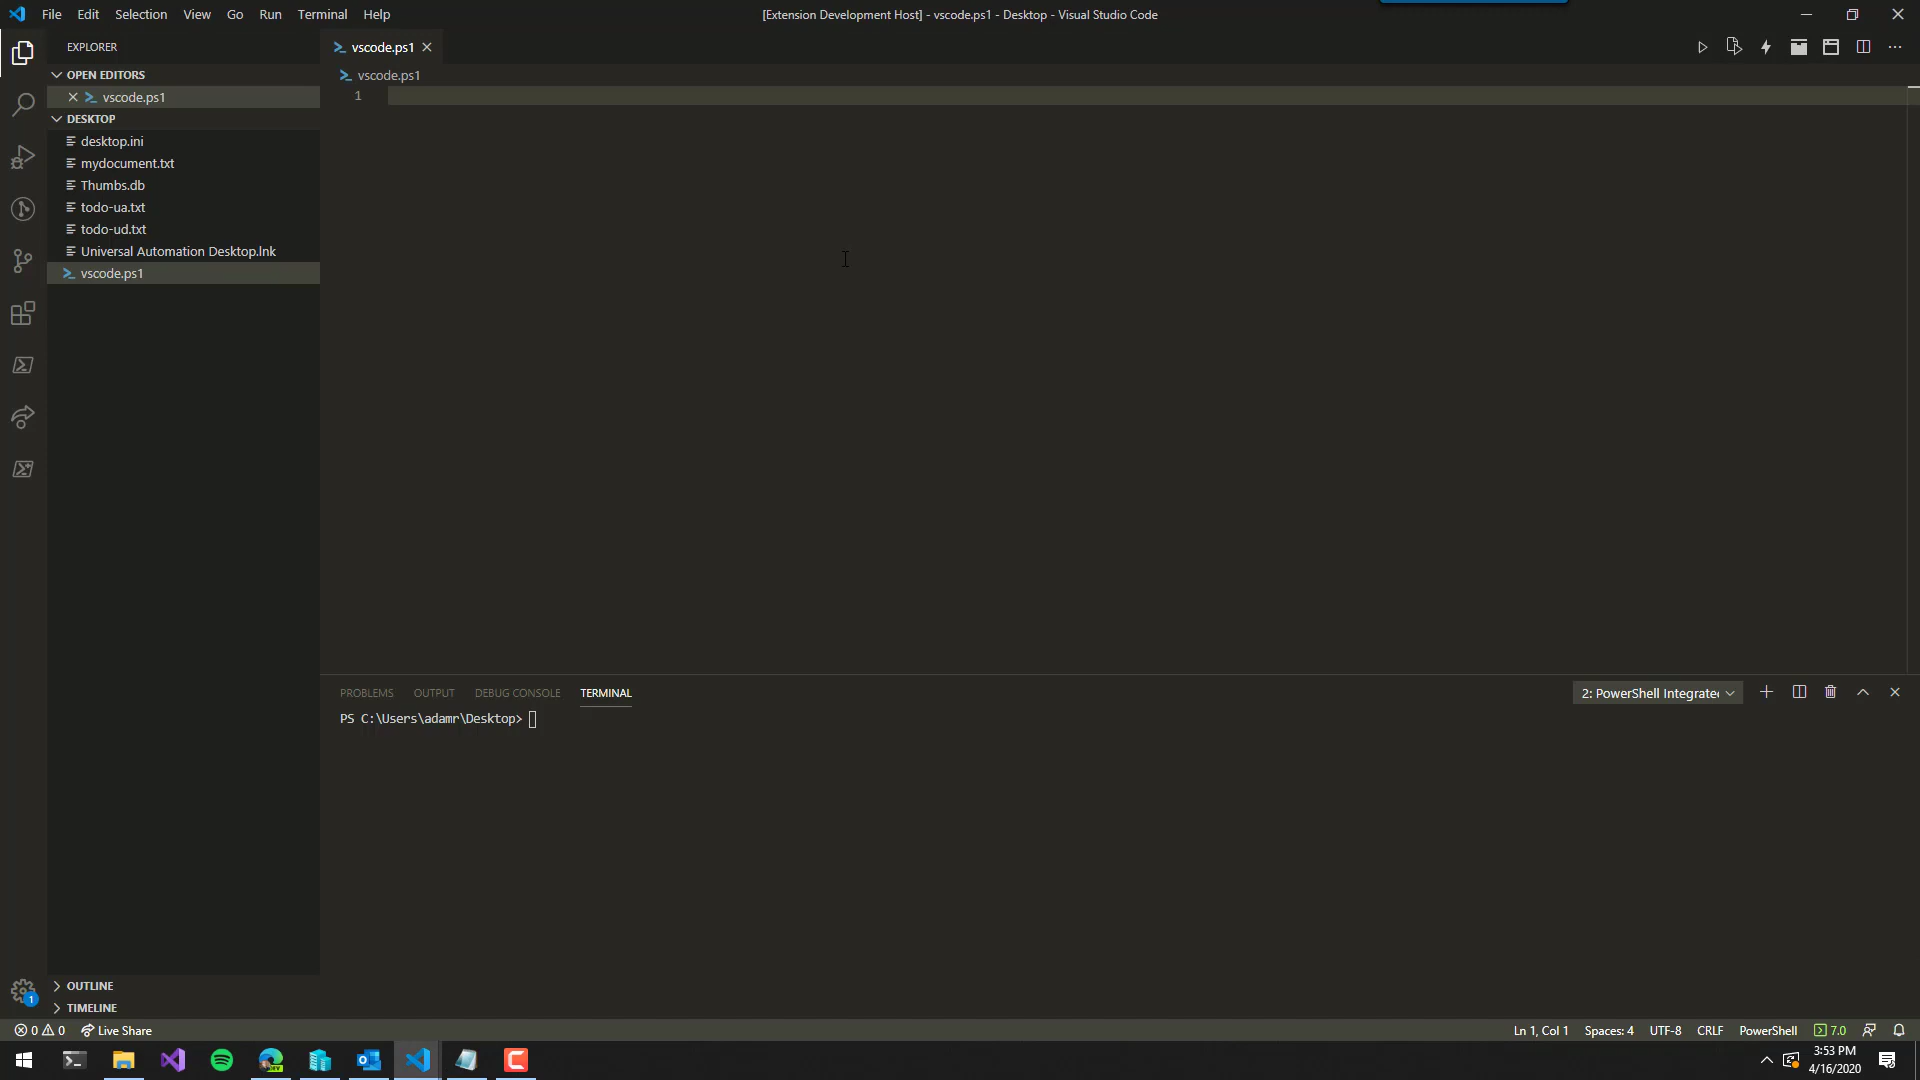 File Edit Selection View Go Run Terminal Help
[Extension Development Host] - vscode.ps1 - Desktop - Visual Studio Code
EXPLORER
OPEN EDITORS
vscode.ps1
DESKTOP
desktop.ini
mydocument.txt
Thumbs.db
todo-ua.txt
todo-ud.txt
Universal Automation Desktop.lnk
vscode.ps1
OUTLINE
TIMELINE
1
vscode.ps1
vscode.ps1
1
PROBLEMS OUTPUT DEBUG CONSOLE TERMINAL
2: PowerShell Integrate
PS C:\Users\adamr\Desktop>
0 0 Live Share
Ln 1, Col 1 Spaces: 4 UTF-8 CRLF PowerShell 7.0
DEV
3:53 PM
4/16/2020